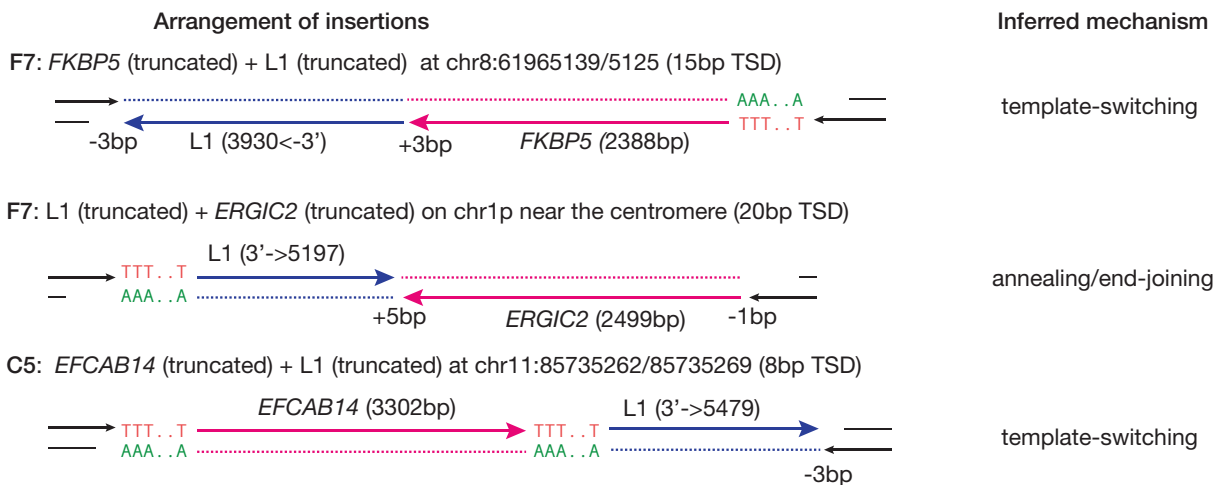 Arrangement of insertions Inferred mechanism
F7: FKBP5 (truncated) + L1 (truncated) at chr8:61965139/5125 (15bp TSD)
AAA..A
TTT..T
template-switching
-3bp L1 (3930<-3') +3bp FKBP5 (2388bp)
F7: L1 (truncated) + ERGIC2 (truncated) on chr1p near the centromere (20bp TSD)
L1 (3'->5197)
TTT..T
AAA..A
annealing/end-joining
+5bp ERGIC2 (2499bp) -1bp
C5: EFCAB14 (truncated) + L1 (truncated) at chr11:85735262/85735269 (8bp TSD)
EFCAB14 (3302bp) L1 (3'->5479)
TTT..T TTT..T
AAA..A AAA..A
template-switching
-3bp